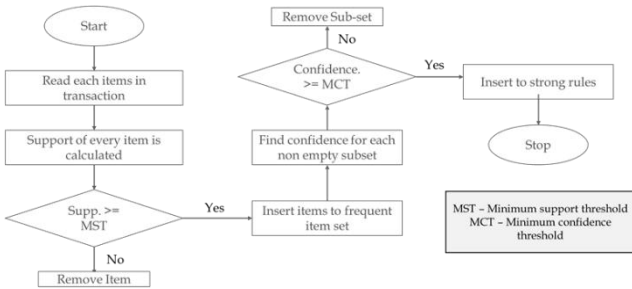 Start
Read each items in
transaction
Support of every item is
calculated
Supp. >=
MST
No
Remove Item
Yes
Insert items to frequent
item set
Find confidence for each
non empty subset
Confidence.
>= MCT
No
Remove Sub-set
Yes
Insert to strong rules
Stop
MST – Minimum support threshold
MCT – Minimum confidence
threshold